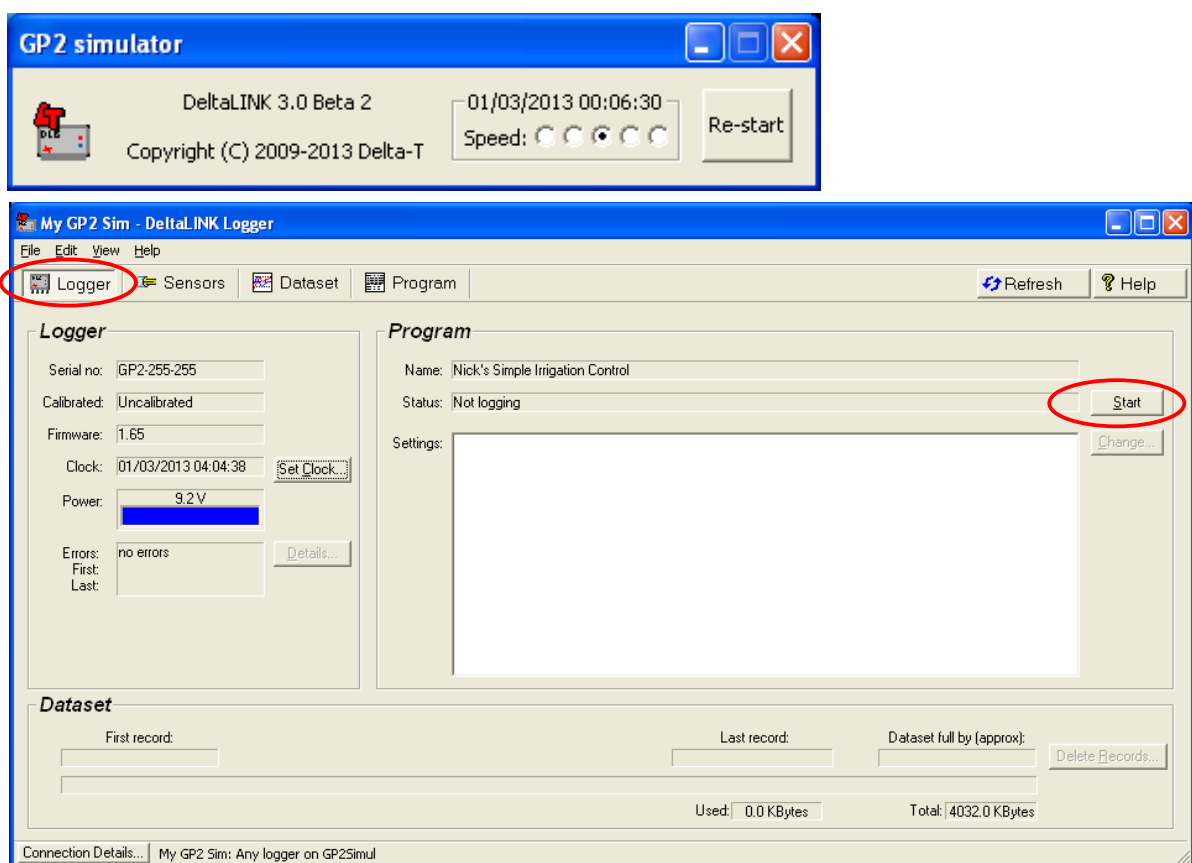 GP2 simulator
DeltaLINK 3.0 Beta 2
Copyright (C) 2009-2013 Delta-T
01/03/2013 00:06:30
Speed:
Re-start
My GP2 Sim - DeltaLINK Logger
File Edit View Help
Logger Sensors Dataset Program Refresh Help
Logger
Serial no: GP2-255-255
Calibrated: Uncalibrated
Firmware: 1.65
Clock: 01/03/2013 04:04:38 Set Clock...
Power: 9.2 V
Errors: no errors Details...
First:
Last:
Program
Name: Nick's Simple Irrigation Control
Status: Not logging Start
Settings: Change...
Dataset
First record: Last record: Dataset full by (approx):
Delete Records...
Used: 0.0 KBytes Total: 4032.0 KBytes
Connection Details... My GP2 Sim: Any logger on GP2Simul